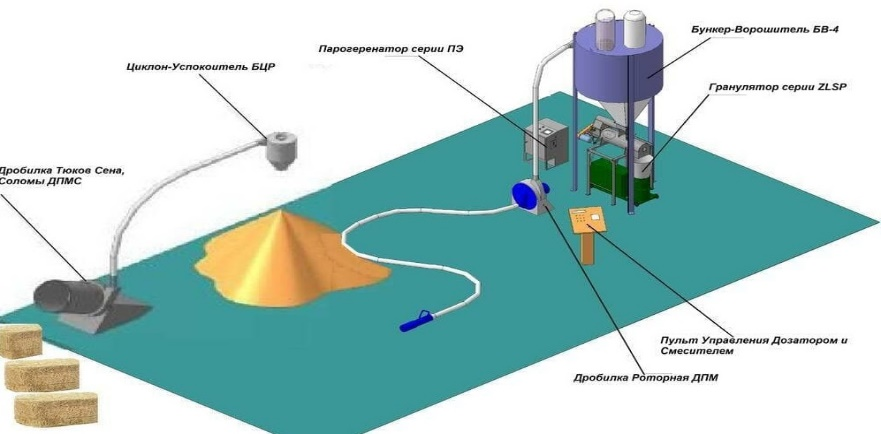 Бункер-Ворошитель БВ-4
Парогеренатор серии ПЭ
Циклон-Успокоитель БЦР
Гранулятор серии ZLSP
Дробилка Тюков Сена,
Соломы ДПМС
Пульт Управления Дозатором и
Смесителем
Дробилка Роторная ДПМ